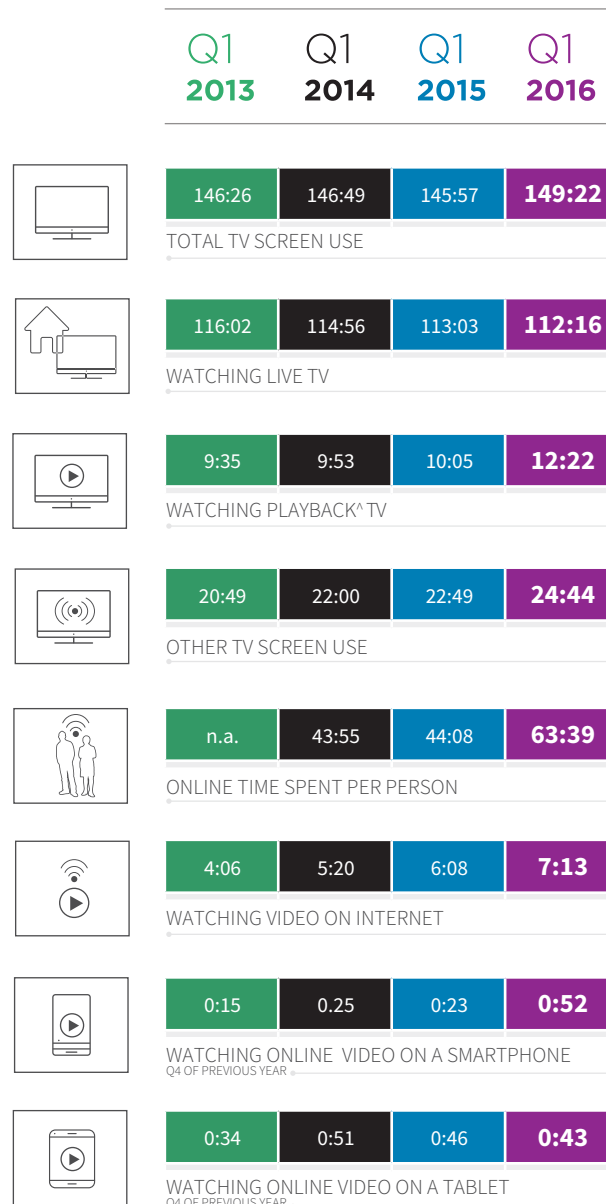 Q1 Q1 Q1 Q1
2013 2014 2015 2016
146:26 146:49 145:57 149:22
TOTAL TV SCREEN USE
116:02 114:56 113:03 112:16
WATCHING LIVE TV
9:35 9:53 10:05 12:22
WATCHING PLAYBACK^ TV
20:49 22:00 22:49 24:44
OTHER TV SCREEN USE
n.a. 43:55 44:08 63:39
ONLINE TIME SPENT PER PERSON
4:06 5:20 6:08 7:13
WATCHING VIDEO ON INTERNET
0:15 0.25 0:23 0:52
WATCHING ONLINE VIDEO ON A SMARTPHONE
Q4 OF PREVIOUS YEAR
0:34 0:51 0:46 0:43
WATCHING ONLINE VIDEO ON A TABLET
Q4 OF PREVIOUS YEAR